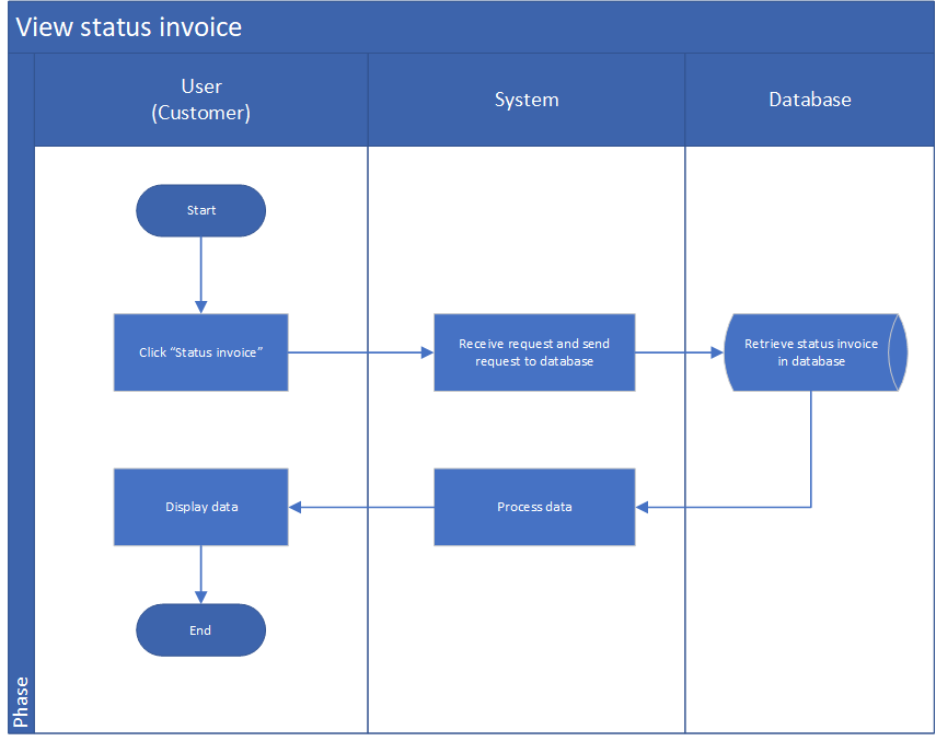 View status invoice
User
(Customer)
System
Database
Start
Click “Status invoice”
Receive request and send
request to database
Retrieve status invoice
in database
Display data
Process data
End
Phase